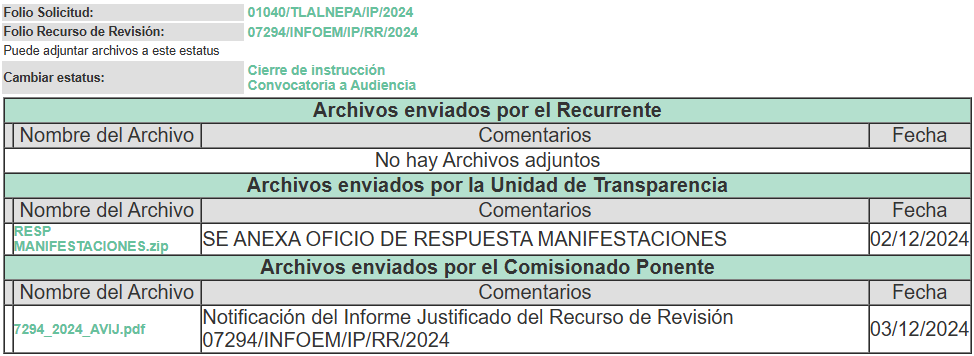 Folio Solicitud: 01040/TLALNEPA/IP/2024
Folio Recurso de Revisión: 07294/INFOEM/IP/RR/2024
Puede adjuntar archivos a este estatus
Cambiar estatus: Cierre de instrucción
Convocatoria a Audiencia
Archivos enviados por el Recurrente
Nombre del Archivo Comentarios Fecha
No hay Archivos adjuntos
Archivos enviados por la Unidad de Transparencia
Nombre del Archivo Comentarios Fecha
RESP
MANIFESTACIONES.zip SE ANEXA OFICIO DE RESPUESTA MANIFESTACIONES 02/12/2024
Archivos enviados por el Comisionado Ponente
Nombre del Archivo Comentarios Fecha
7294_2024_AVIJ.pdf Notificación del Informe Justificado del Recurso de Revisión
07294/INFOEM/IP/RR/2024 03/12/2024